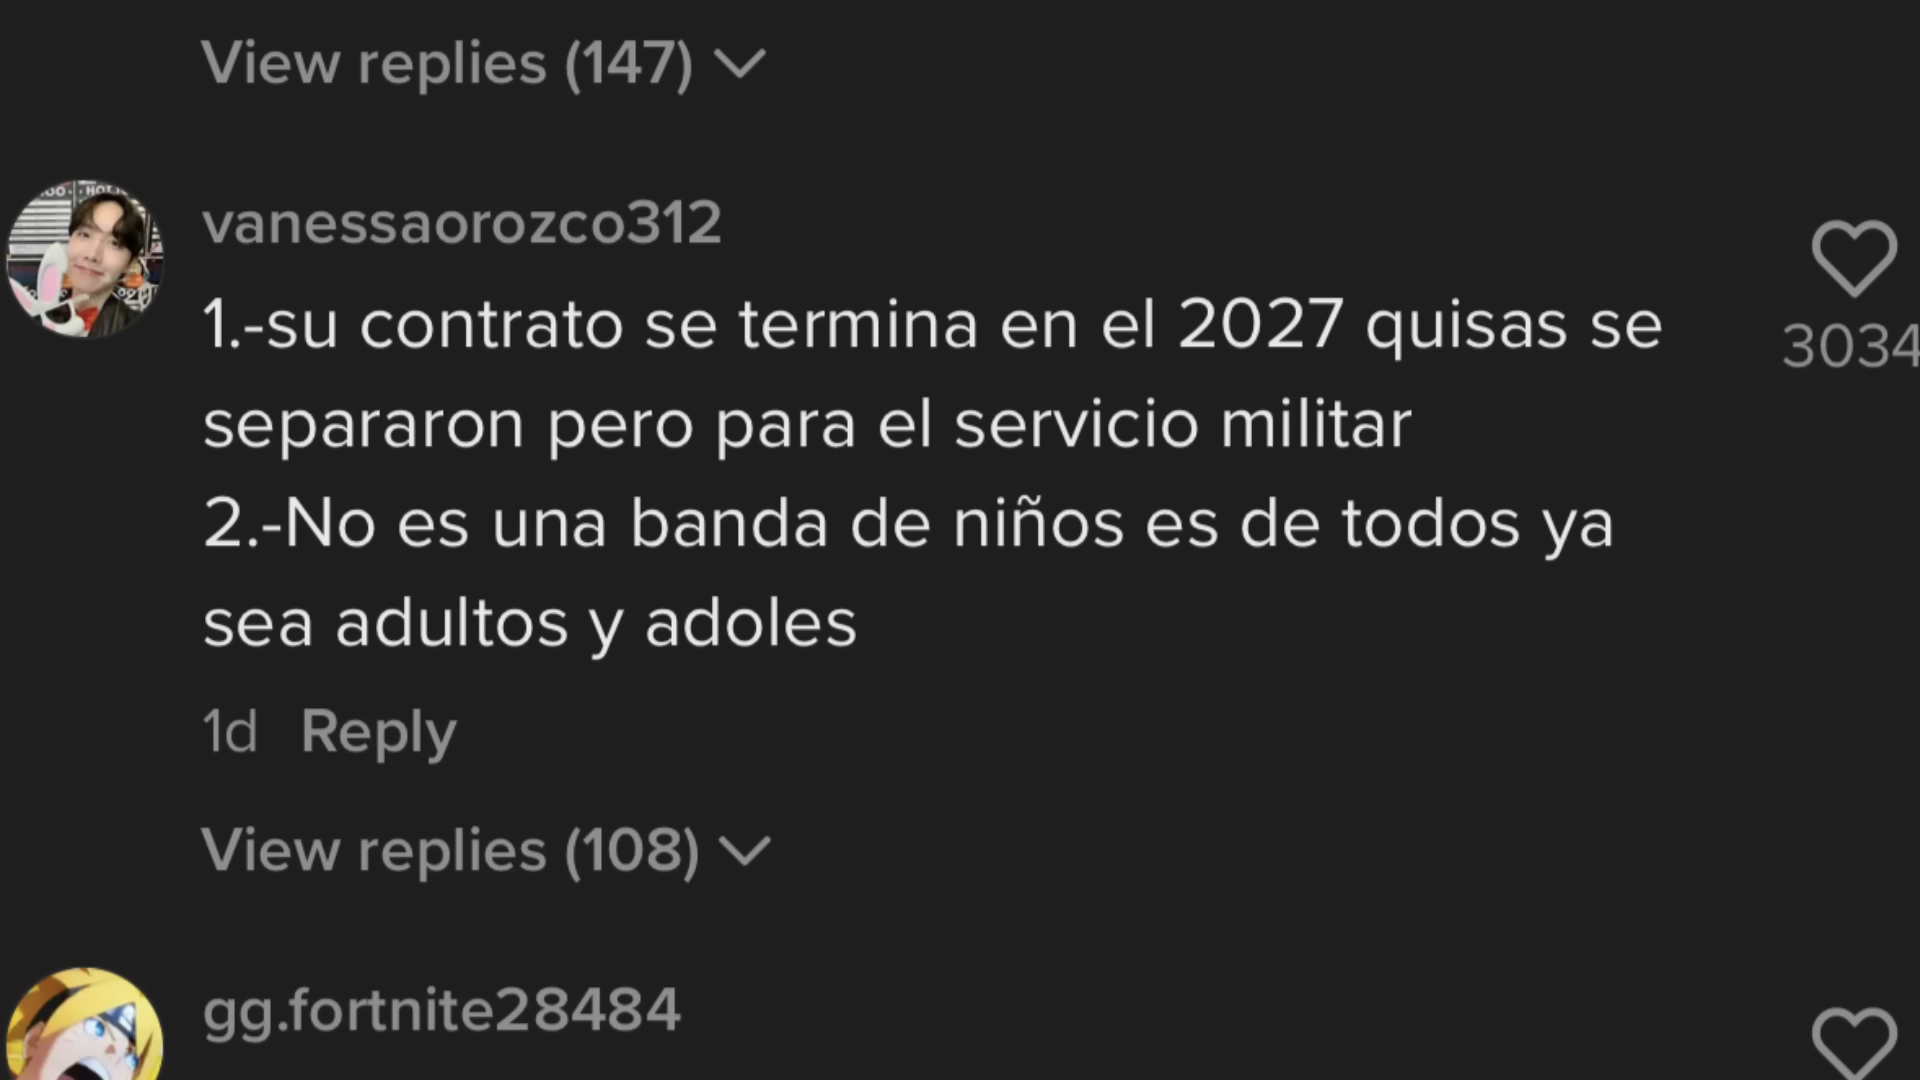 View replies (147)
vanessaorozco312
1.-su contrato se termina en el 2027 quisas se
3034
separaron pero para el servicio militar
2.-No es una banda de niños es de todos ya
sea adultos y adoles
1d Reply
View replies (108)
gg.fortnite28484